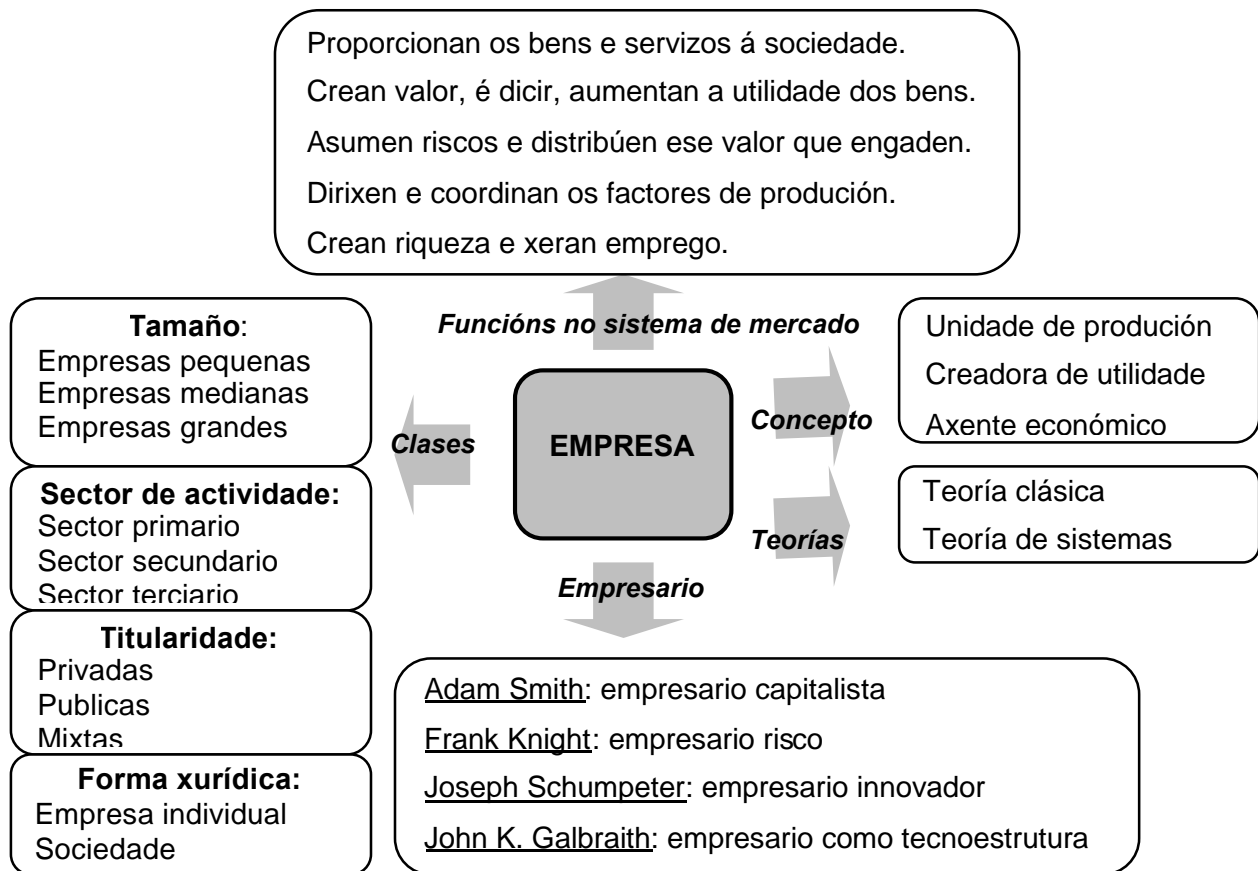 Proporcionan os bens e servizos á sociedade.
Crean valor, é dicir, aumentan a utilidade dos bens.
Asumen riscos e distribúen ese valor que engaden.
Dirixen e coordinan os factores de produción.
Crean riqueza e xeran emprego.
Funcións no sistema de mercado
Tamaño:
Empresas pequenas
Empresas medianas
Empresas grandes
Clases
EMPRESA
Concepto
Unidade de produción
Creadora de utilidade
Axente económico
Sector de actividade:
Sector primario
Sector secundario
Sector terciario
Teorías
Teoría clásica
Teoría de sistemas
Empresario
Titularidade:
Privadas
Publicas
Mixtas
Forma xurídica:
Empresa individual
Sociedade
Adam Smith: empresario capitalista
Frank Knight: empresario risco
Joseph Schumpeter: empresario innovador
John K. Galbraith: empresario como tecnoestrutura